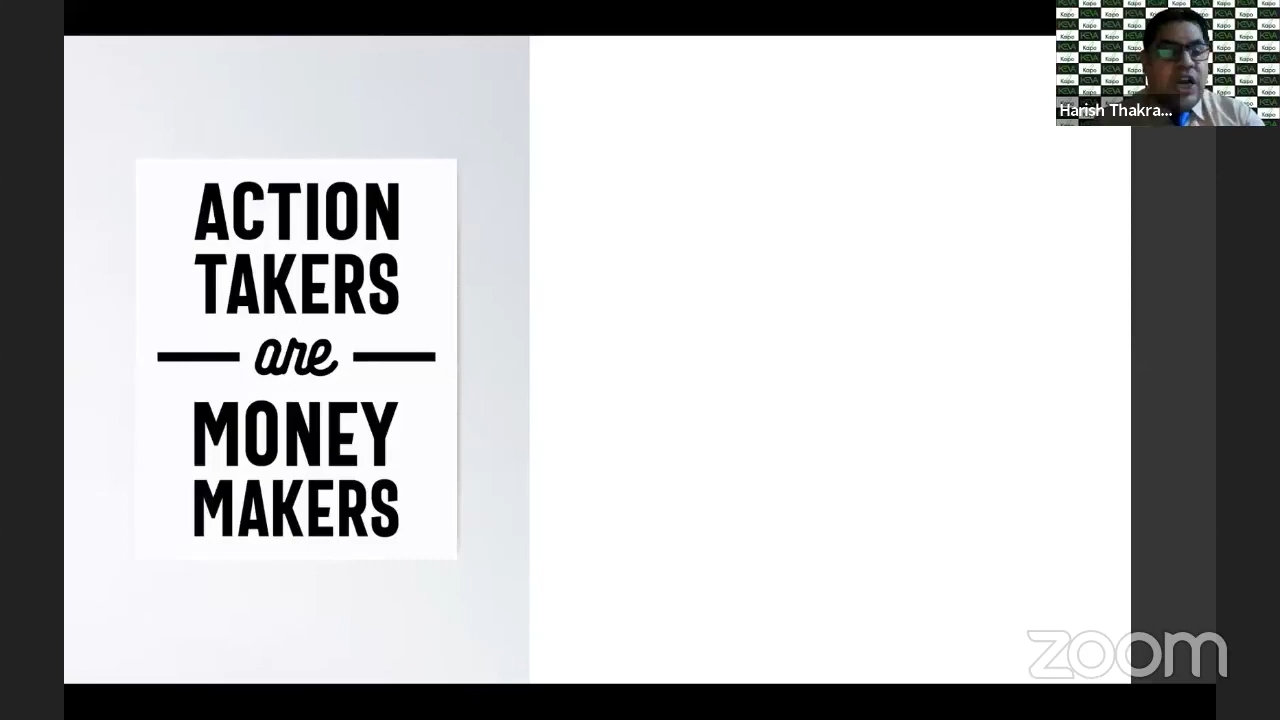 ACTION
TAKERS
are
MONEY
MAKERS
Harish Thakra...
zoom